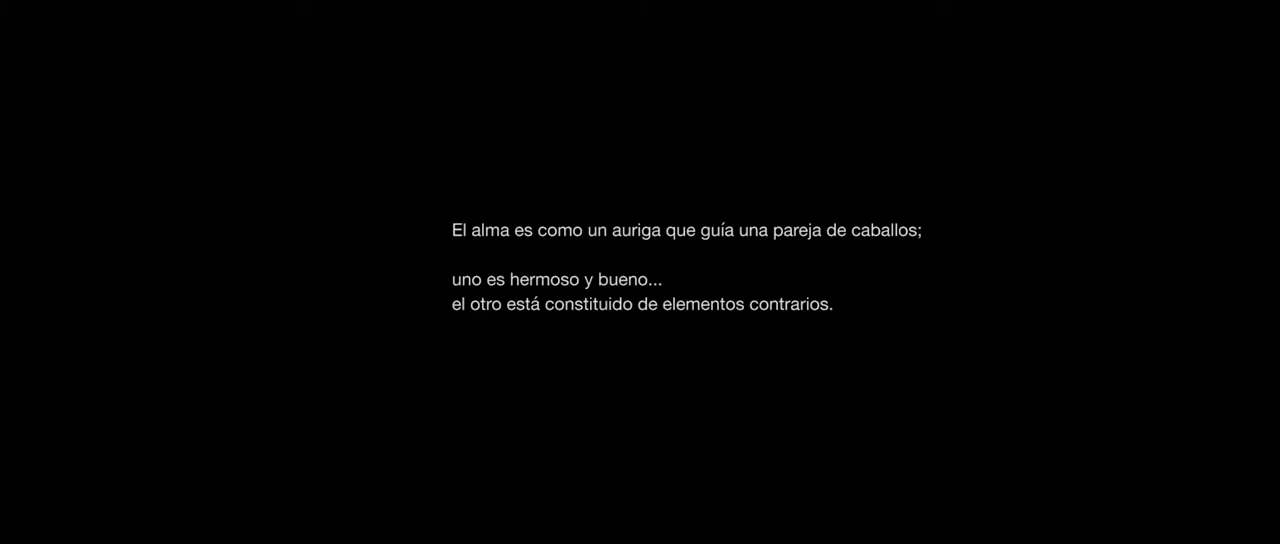 El alma es como un auriga que guía una pareja de caballos;
uno es hermoso y bueno...
el otro está constituido de elementos contrarios.